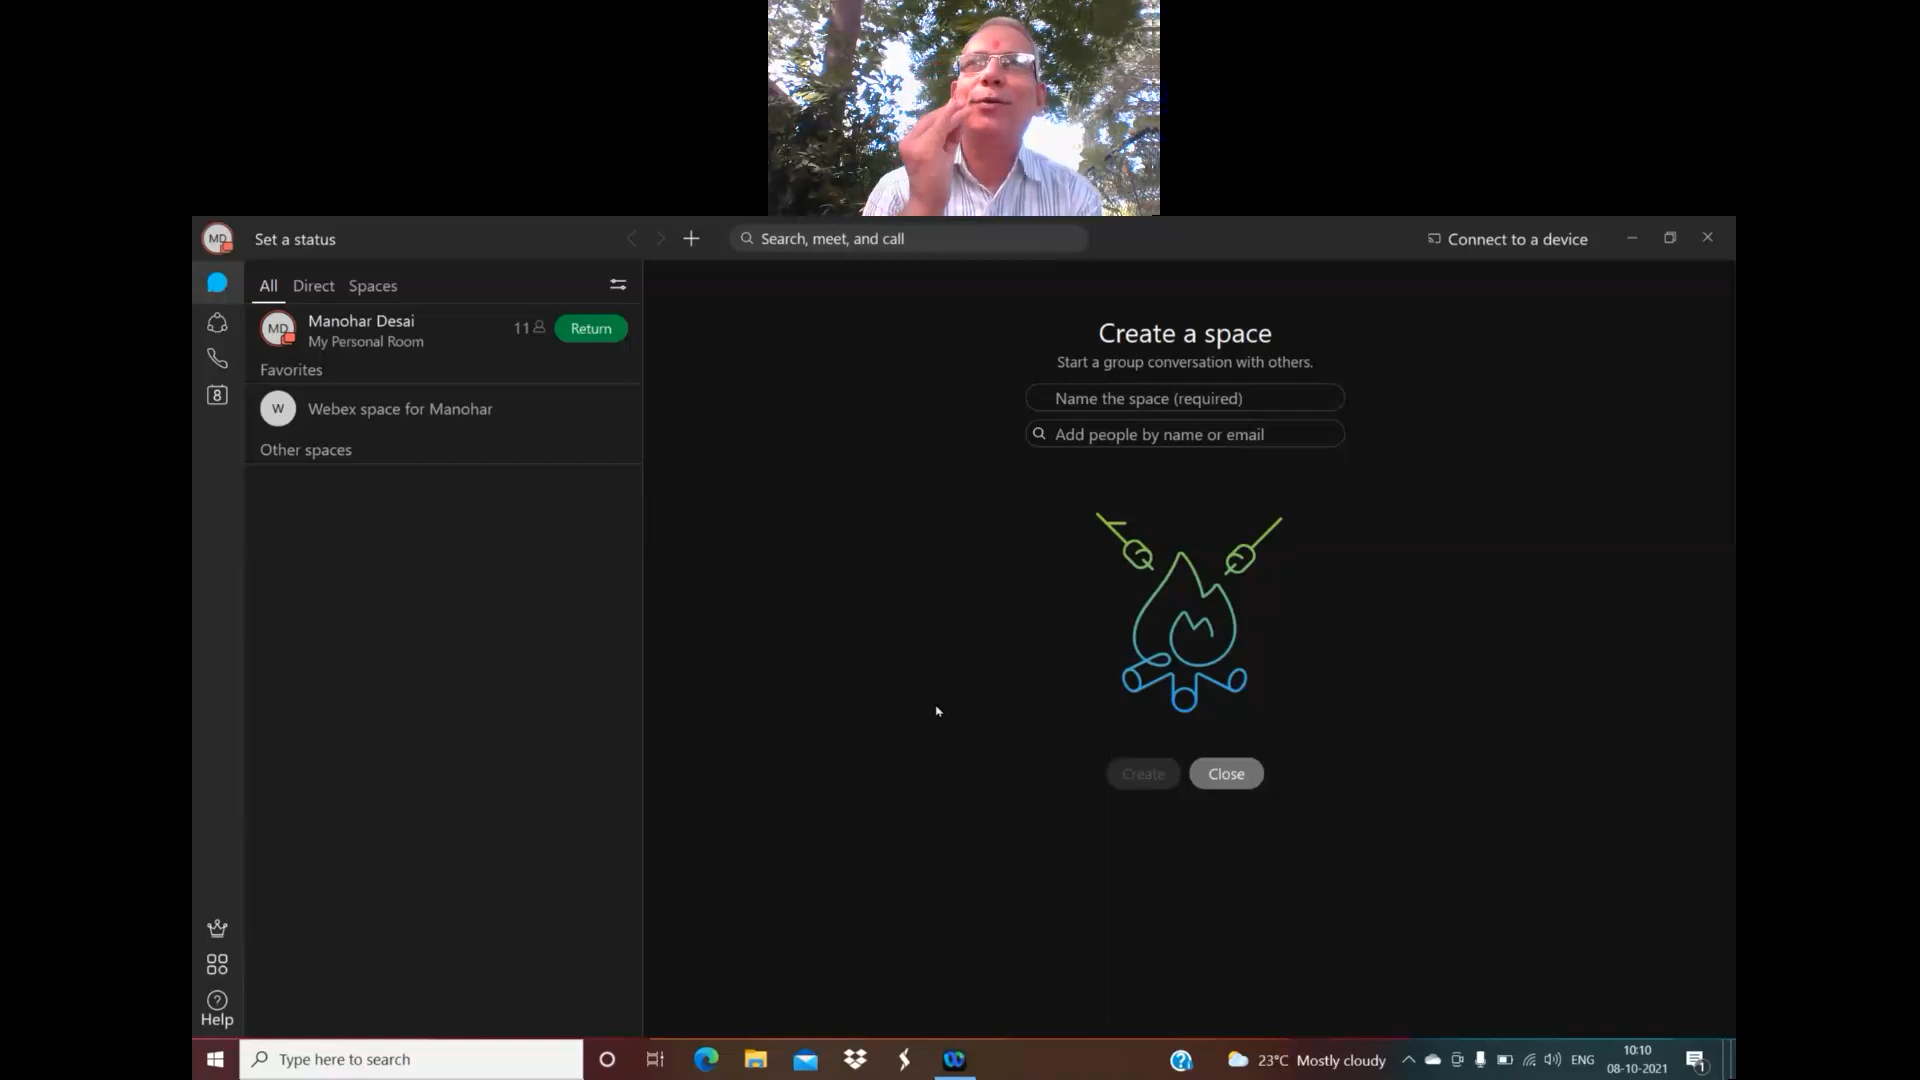 MD
Set a status
Search, meet, and call
Connect to a device
All Direct Spaces
MD
Manohar Desai
My Personal Room
11
Return
Favorites
W
Webex space for Manohar
Other spaces
8
Create a space
Start a group conversation with others.
Name the space (required)
Add people by name or email
Create
Close
Help
Type here to search
23°C Mostly cloudy
ENG
10:10
08-10-2021
1